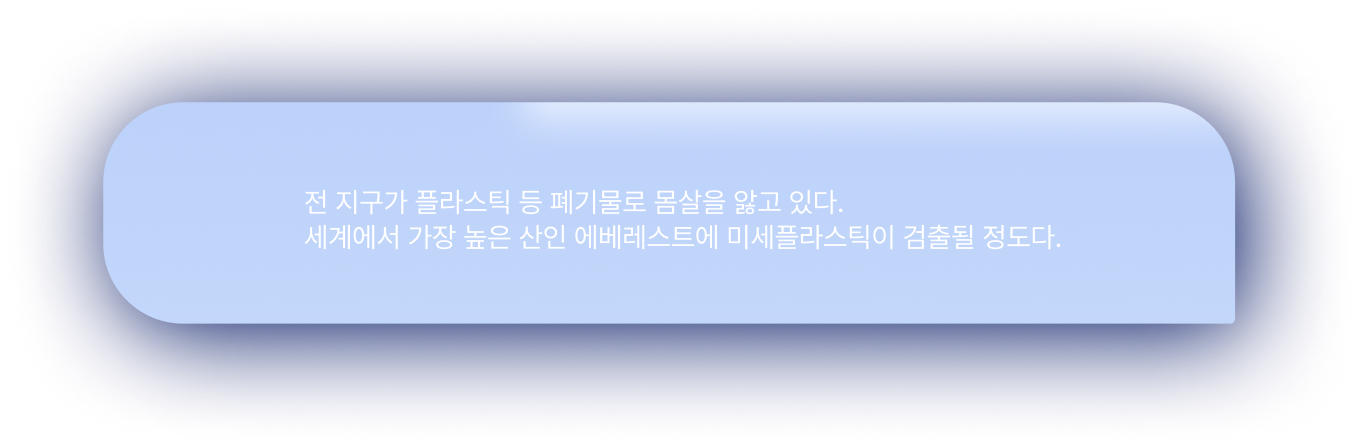 전 지구가 플라스틱 등 폐기물로 몸살을 앓고 있다.
세계에서 가장 높은 산인 에베레스트에 미세플라스틱이 검출될 정도다.